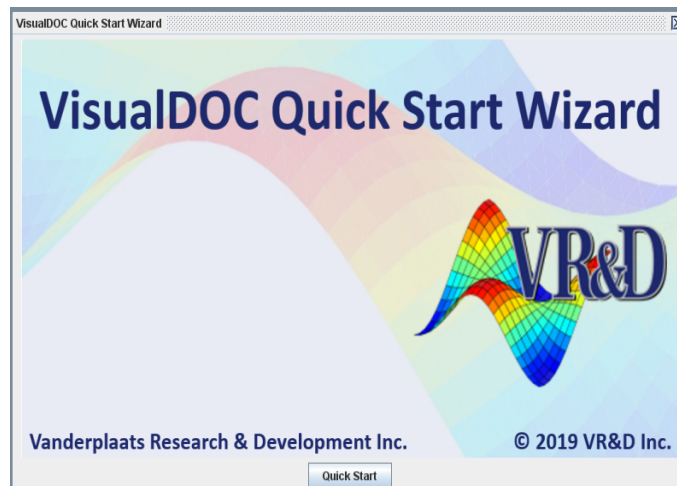 VisualDOC Quick Start Wizard
VisualDOC Quick Start Wizard
VR&D
Vanderplaats Research & Development Inc.
© 2019 VR&D Inc.
Quick Start